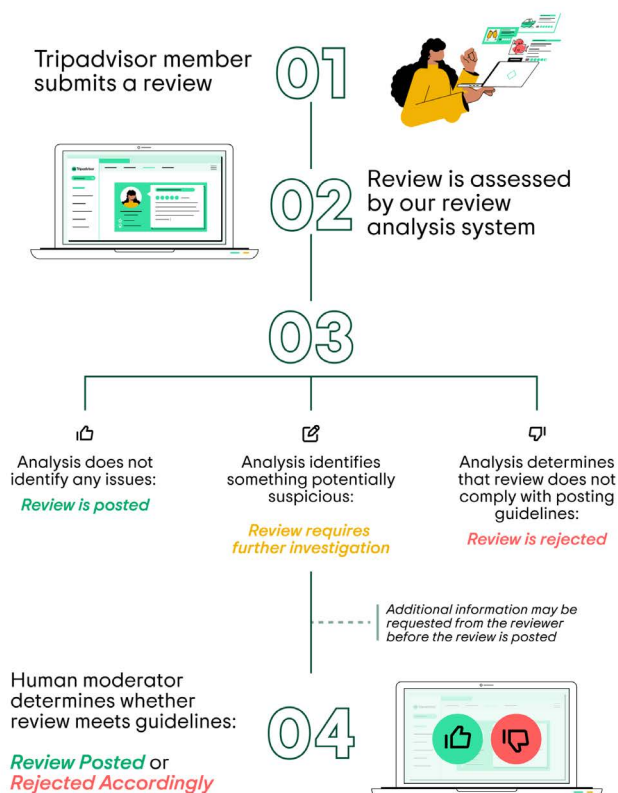 Tripadvisor member
submits a review
01
Tripadvisor
02
Review is assessed
by our review
analysis system
03
Analysis does not
identify any issues:
Review is posted
Analysis identifies
something potentially
suspicious:
Review requires
further investigation
Analysis determines
that review does not
comply with posting
guidelines:
Review is rejected
Additional information may be
requested from the reviewer
before the review is posted
Human moderator
determines whether
review meets guidelines:
Review Posted or
Rejected Accordingly
04